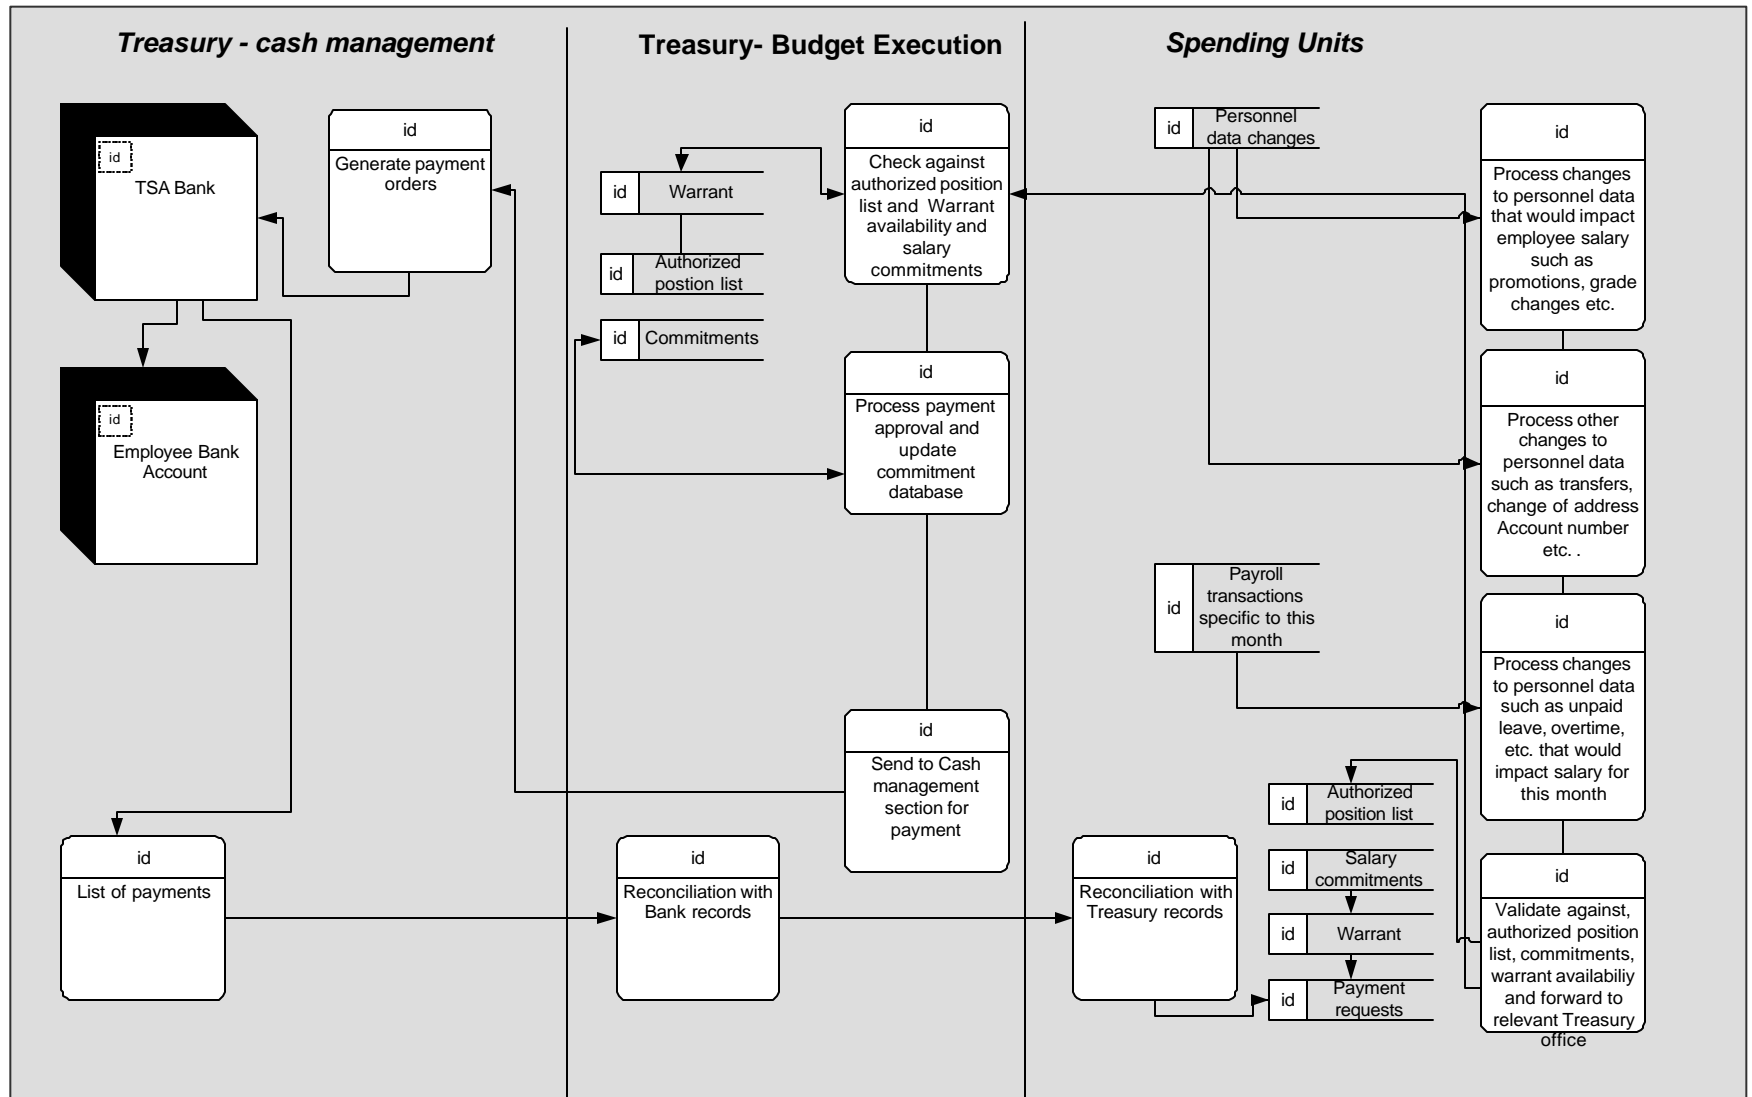 Treasury - cash management
Treasury- Budget Execution
Spending Units
id
TSA Bank
id
Generate payment
orders
id
Employee Bank
Account
id
List of payments
id
Warrant
id
Authorized
postion list
id
Commitments
id
Check against
authorized position
list and Warrant
availability and
salary
commitments
id
Process payment
approval and
update
commitment
database
id
Send to Cash
management
section for
payment
id
Reconciliation with
Bank records
id
Personnel
data changes
id
Payroll
transactions
specific to this
month
id
Process changes
to personnel data
that would impact
employee salary
such as
promotions, grade
changes etc.
id
Process other
changes to
personnel data
such as transfers,
change of address
Account number
etc. .
id
Process changes
to personnel data
such as unpaid
leave, overtime,
etc. that would
impact salary for
this month
id
Authorized
position list
id
Salary
commitments
id
Warrant
id
Payment
requests
id
Reconciliation with
Treasury records
id
Validate against,
authorized position
list, commitments,
warrant availabiliy
and forward to
relevant Treasury
office